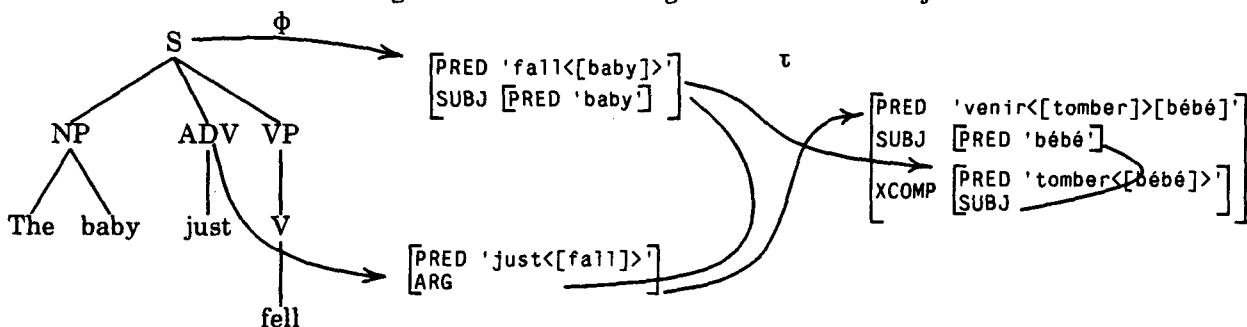 ϕ
S
τ
[PRED 'fall<[baby]>'
SUBJ [PRED 'baby']]
[PRED 'venir<[tomber]>[bébé]'
SUBJ [PRED 'bébé']
XCOMP [PRED 'tomber<[bébé]>'
SUBJ ]]
NP ADV VP
The baby just V
[PRED 'just<[fall]>'
ARG ]
fell